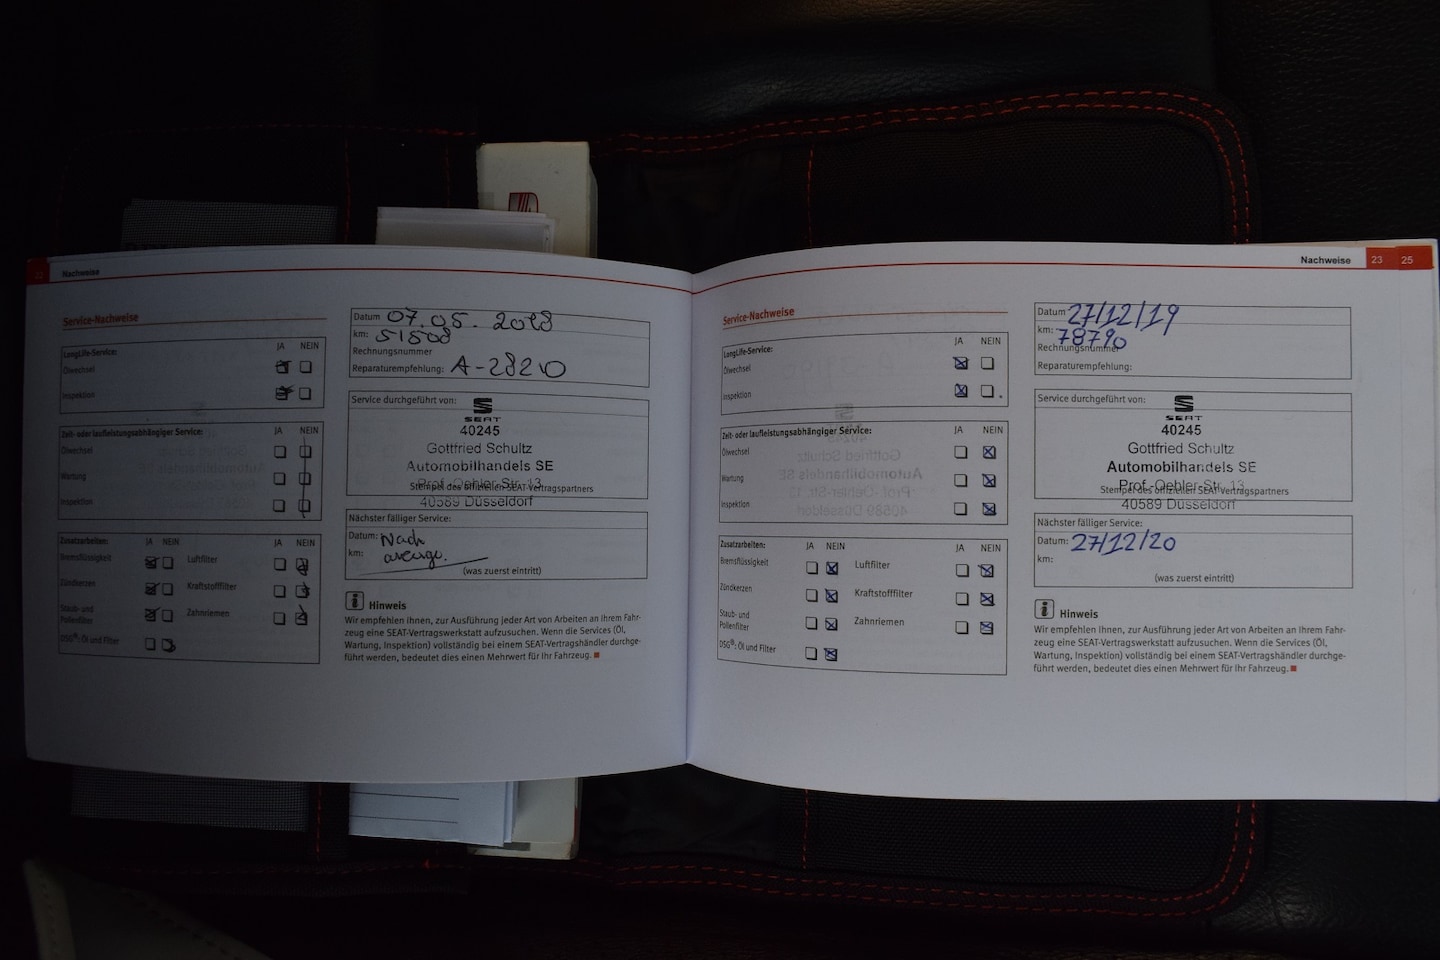 Nachweise
Service-Nachweise
JA NEIN
LongLife-Service:
Ölwechsel
Inspektion
Zeit- oder laufleistungsabhängiger Service:
JA NEIN
Ölwechsel
Wartung
Inspektion
Zusatzarbeiten:
JA NEIN JA NEIN
Bremsflüssigkeit Luftfilter
Zündkerzen Kraftstofffilter
Staub- und
Pollenfilter Zahnriemen
DSG®: Öl und Filter
Datum 07.05.2018
km: 51508
Rechnungsnummer
Reparaturempfehlung: A-28210
Service durchgeführt von:
SEAT
40245
Gottfried Schultz
Automobilhandels SE
Prof.-Oehler-Str. 13
Stempel des offiziellen SEAT-Vertragspartners
40589 Düsseldorf
Nächster fälliger Service:
Datum: Nach
km:
(was zuerst eintritt)
Hinweis
Wir empfehlen Ihnen, zur Ausführung jeder Art von Arbeiten an Ihrem Fahr-
zeug eine SEAT-Vertragswerkstatt aufzusuchen. Wenn die Services (Öl,
Wartung, Inspektion) vollständig bei einem SEAT-Vertragshändler durchge-
führt werden, bedeutet dies einen Mehrwert für Ihr Fahrzeug.
Nachweise 23 25
Service-Nachweise
JA NEIN
LongLife-Service:
Ölwechsel
Inspektion
Zeit- oder laufleistungsabhängiger Service:
JA NEIN
Ölwechsel
Wartung
Inspektion
Zusatzarbeiten:
JA NEIN JA NEIN
Bremsflüssigkeit Luftfilter
Zündkerzen Kraftstofffilter
Staub- und
Pollenfilter Zahnriemen
DSG®: Öl und Filter
Datum 27/12/19
km: 78790
Rechnungsnummer
Reparaturempfehlung:
Service durchgeführt von:
SEAT
40245
Gottfried Schultz
Automobilhandels SE
Prof.-Oehler-Str. 13
Stempel des offiziellen SEAT-Vertragspartners
40589 Düsseldorf
Nächster fälliger Service:
Datum: 27/12/20
km:
(was zuerst eintritt)
Hinweis
Wir empfehlen Ihnen, zur Ausführung jeder Art von Arbeiten an Ihrem Fahr-
zeug eine SEAT-Vertragswerkstatt aufzusuchen. Wenn die Services (Öl,
Wartung, Inspektion) vollständig bei einem SEAT-Vertragshändler durchge-
führt werden, bedeutet dies einen Mehrwert für Ihr Fahrzeug.